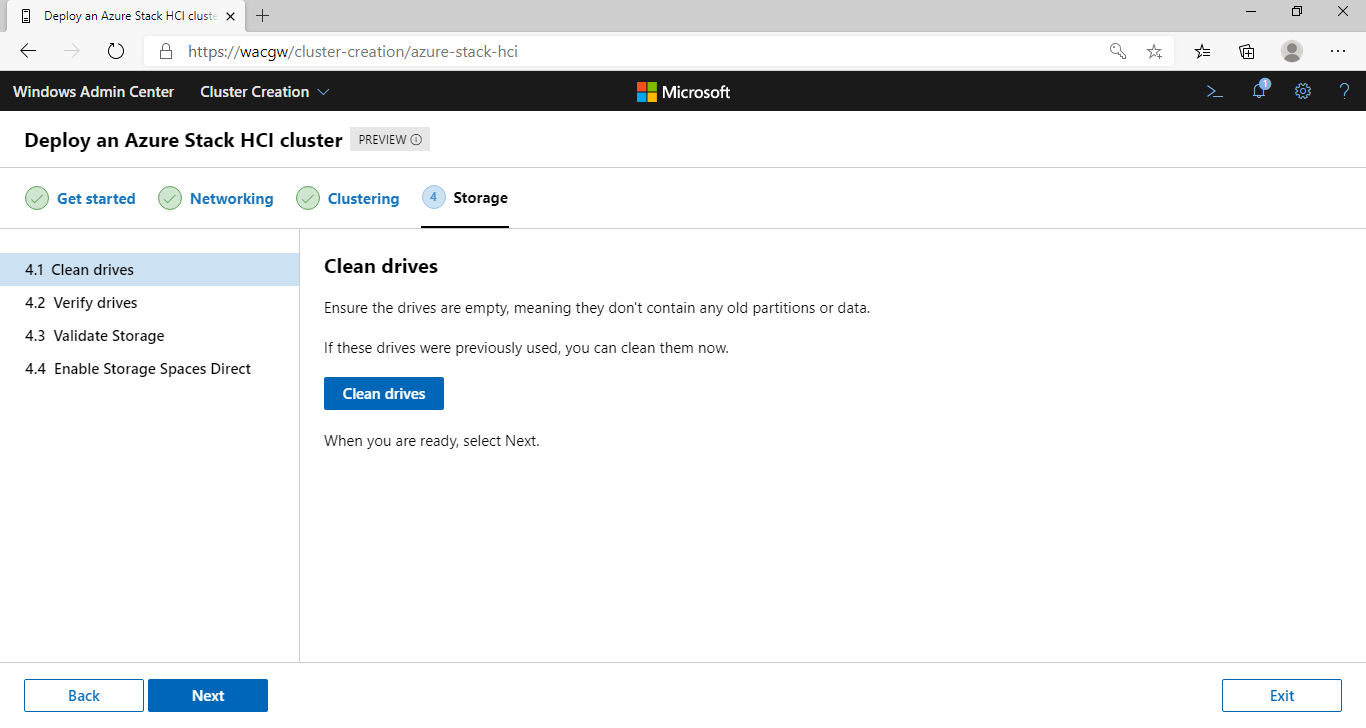 Deploy an Azure Stack HCI cluste
https://wacgw/cluster-creation/azure-stack-hci
Windows Admin Center Cluster Creation Microsoft 1
Deploy an Azure Stack HCI cluster PREVIEW
Get started Networking Clustering 4 Storage
4.1 Clean drives
4.2 Verify drives
4.3 Validate Storage
4.4 Enable Storage Spaces Direct
Clean drives
Ensure the drives are empty, meaning they don't contain any old partitions or data.
If these drives were previously used, you can clean them now.
Clean drives
When you are ready, select Next.
Back Next Exit